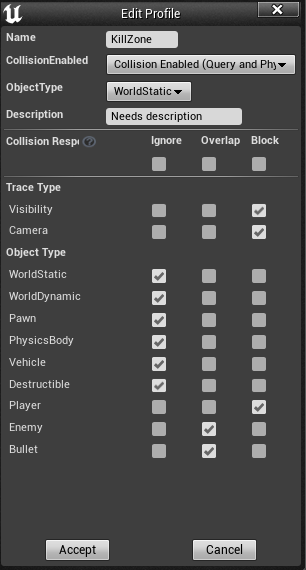 Edit Profile
Name KillZone
CollisionEnabled Collision Enabled (Query and Phy
ObjectType WorldStatic
Description Needs description
Collision Respo Ignore Overlap Block
Trace Type
Visibility
Camera
Object Type
WorldStatic
WorldDynamic
Pawn
PhysicsBody
Vehicle
Destructible
Player
Enemy
Bullet
Accept Cancel